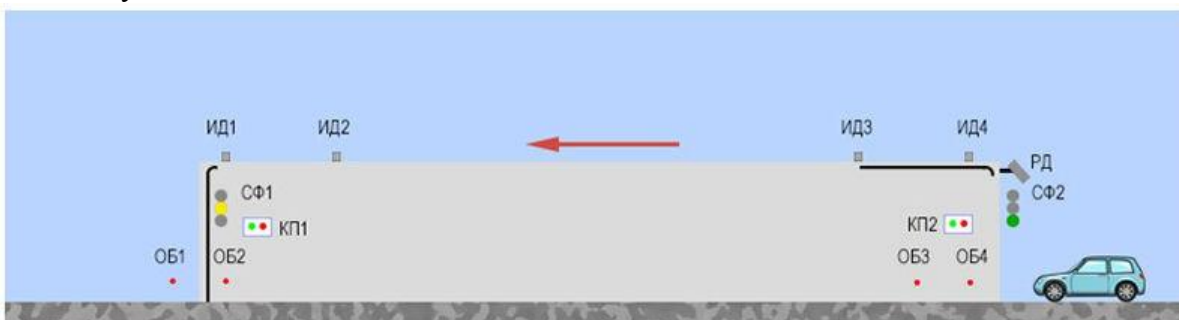 ИД1 ИД2 ИД3 ИД4
РД
СФ1 СФ2
КП1 КП2
ОБ1 ОБ2 ОБ3 ОБ4